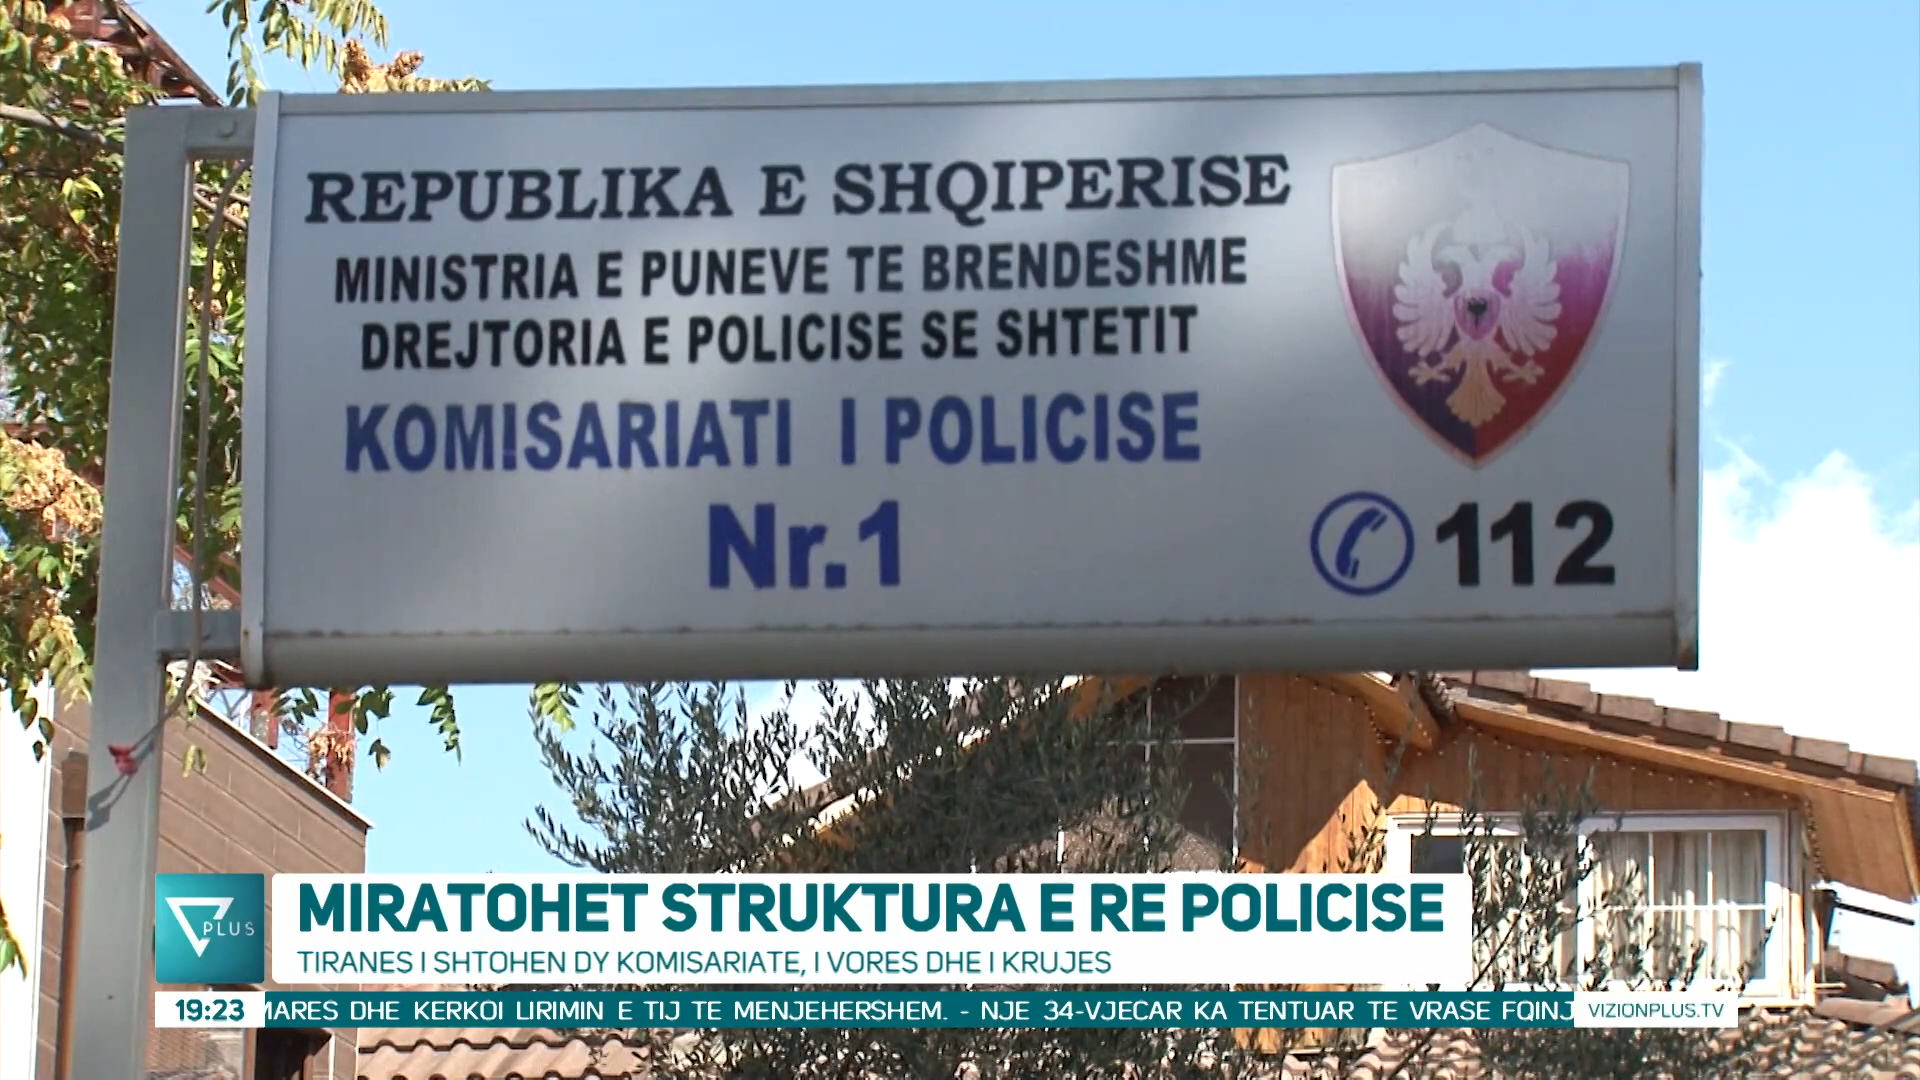 REPUBLIKA E SHQIPERISE
MINISTRIA E PUNEVE TE BRENDESHME
DREJTORIA E POLICISE SE SHTETIT
KOMISARIATI I POLICISE
Nr.1
112
PLUS
MIRATOHET STRUKTURA E RE POLICISE
TIRANES I SHTOHEN DY KOMISARIATE, I VORES DHE I KRUJES
19:23 MARES DHE KERKOI LIRIMIN E TIJ TE MENJEHERSHEM. - NJE 34-VJECAR KA TENTUAR TE VRASE FQINJ VIZIONPLUS.TV